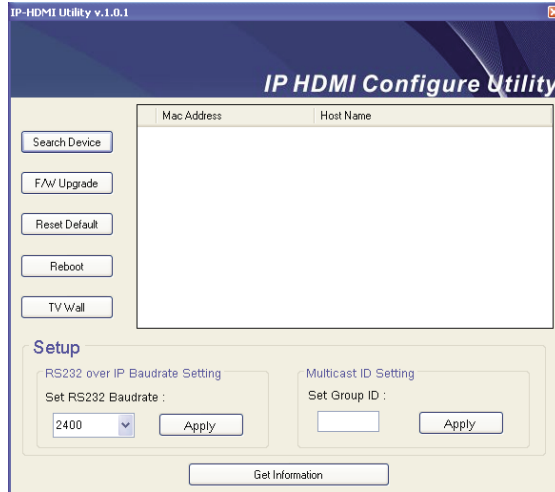 IP-HDMI Utility v.1.0.1
IP HDMI Configure Utility
Mac Address Host Name
Search Device
F/W Upgrade
Reset Default
Reboot
TV Wall
Setup
RS232 over IP Baudrate Setting
Set RS232 Baudrate :
2400 Apply
Multicast ID Setting
Set Group ID :
Apply
Get Information